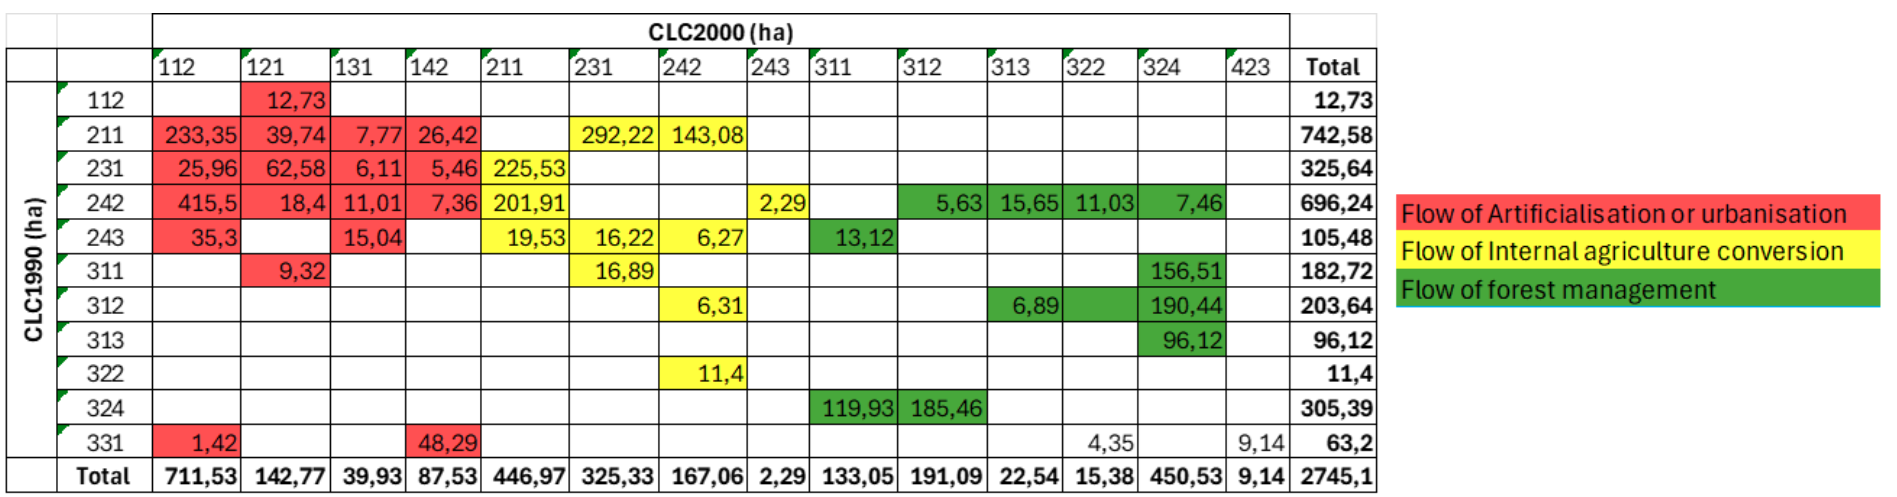 CLC2000 (ha)
112 121 131 142 211 231 242 243 311 312 313 322 324 423 Total
CLC1990 (ha)
112 12,73 12,73
211 233,35 39,74 7,77 26,42 292,22 143,08 742,58
231 25,96 62,58 6,11 5,46 225,53 325,64
242 415,5 18,4 11,01 7,36 201,91 2,29 5,63 15,65 11,03 7,46 696,24
243 35,3 15,04 19,53 16,22 6,27 13,12 105,48
311 9,32 16,89 156,51 182,72
312 6,31 6,89 190,44 203,64
313 96,12 96,12
322 11,4 11,4
324 119,93 185,46 305,39
331 1,42 48,29 4,35 9,14 63,2
Total 711,53 142,77 39,93 87,53 446,97 325,33 167,06 2,29 133,05 191,09 22,54 15,38 450,53 9,14 2745,1
Flow of Artificialisation or urbanisation
Flow of Internal agriculture conversion
Flow of forest management